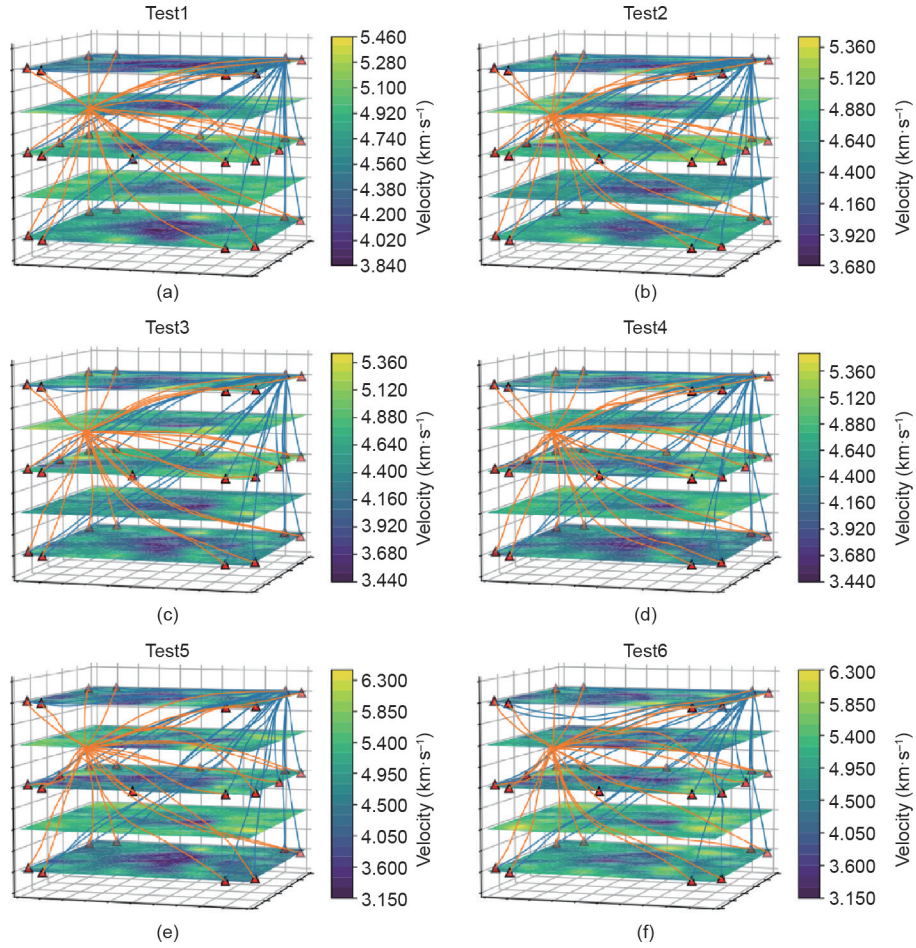 Test1
5.460
5.280
5.100
4.920
4.740
4.560
4.380
4.200
4.020
3.840
Velocity (km·s⁻¹)
(a)
Test2
5.360
5.120
4.880
4.640
4.400
4.160
3.920
3.680
Velocity (km·s⁻¹)
(b)
Test3
5.360
5.120
4.880
4.640
4.400
4.160
3.920
3.680
3.440
Velocity (km·s⁻¹)
(c)
Test4
5.360
5.120
4.880
4.640
4.400
4.160
3.920
3.680
3.440
Velocity (km·s⁻¹)
(d)
Test5
6.300
5.850
5.400
4.950
4.500
4.050
3.600
3.150
Velocity (km·s⁻¹)
(e)
Test6
6.300
5.850
5.400
4.950
4.500
4.050
3.600
3.150
Velocity (km·s⁻¹)
(f)